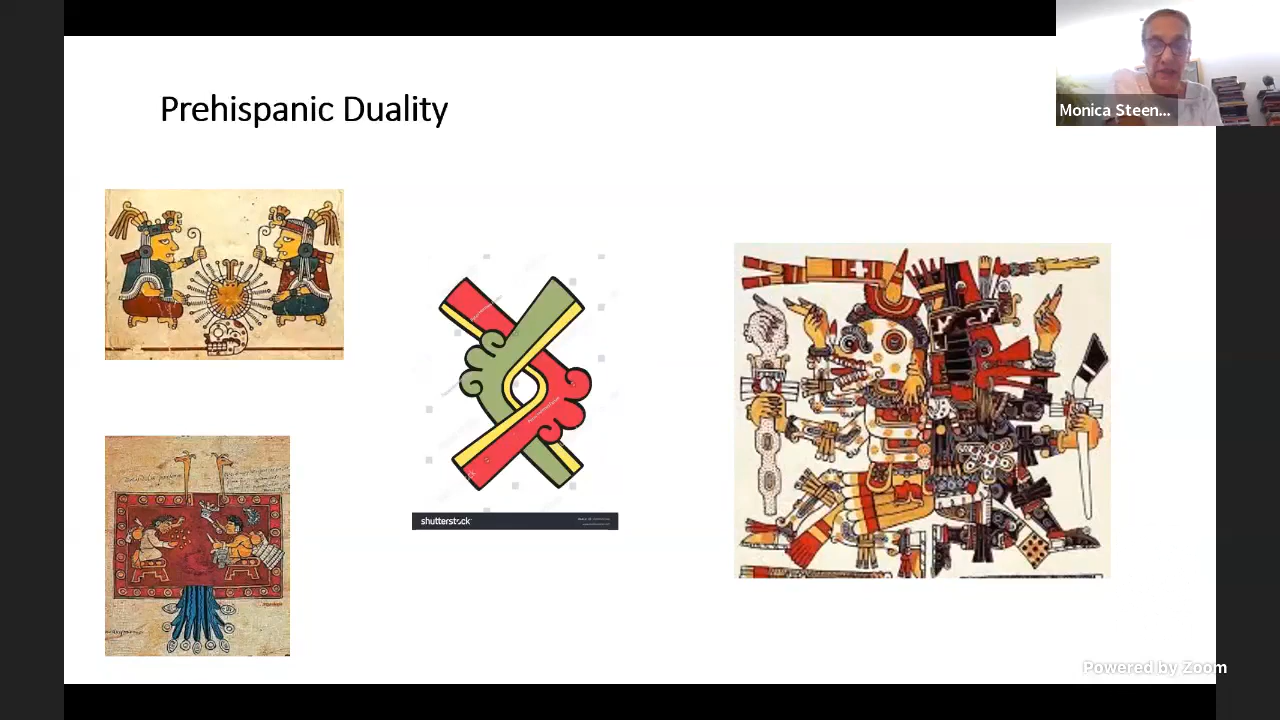 Prehispanic Duality
Monica Steen...
shutterstock
Powered by Zoom